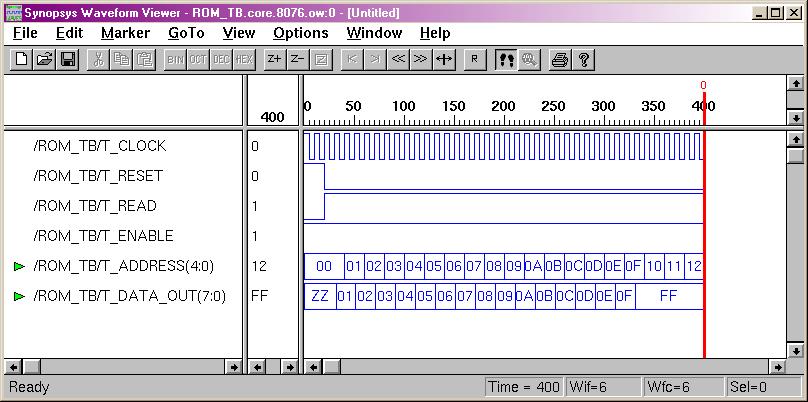 Synopsys Waveform Viewer - ROM_TB.core.8076.ow:0 - [Untitled]
File Edit Marker GoTo View Options Window Help
BIN OCT DEC HEX Z+ Z- Z R ?
0
400 0 50 100 150 200 250 300 350 400
/ROM_TB/T_CLOCK 0
/ROM_TB/T_RESET 0
/ROM_TB/T_READ 1
/ROM_TB/T_ENABLE 1
/ROM_TB/T_ADDRESS(4:0) 12 00 01 02 03 04 05 06 07 08 09 0A 0B 0C 0D 0E 0F 10 11 12
/ROM_TB/T_DATA_OUT(7:0) FF ZZ 01 02 03 04 05 06 07 08 09 0A 0B 0C 0D 0E 0F FF
Ready Time = 400 Wif=6 Wfc=6 Sel=0